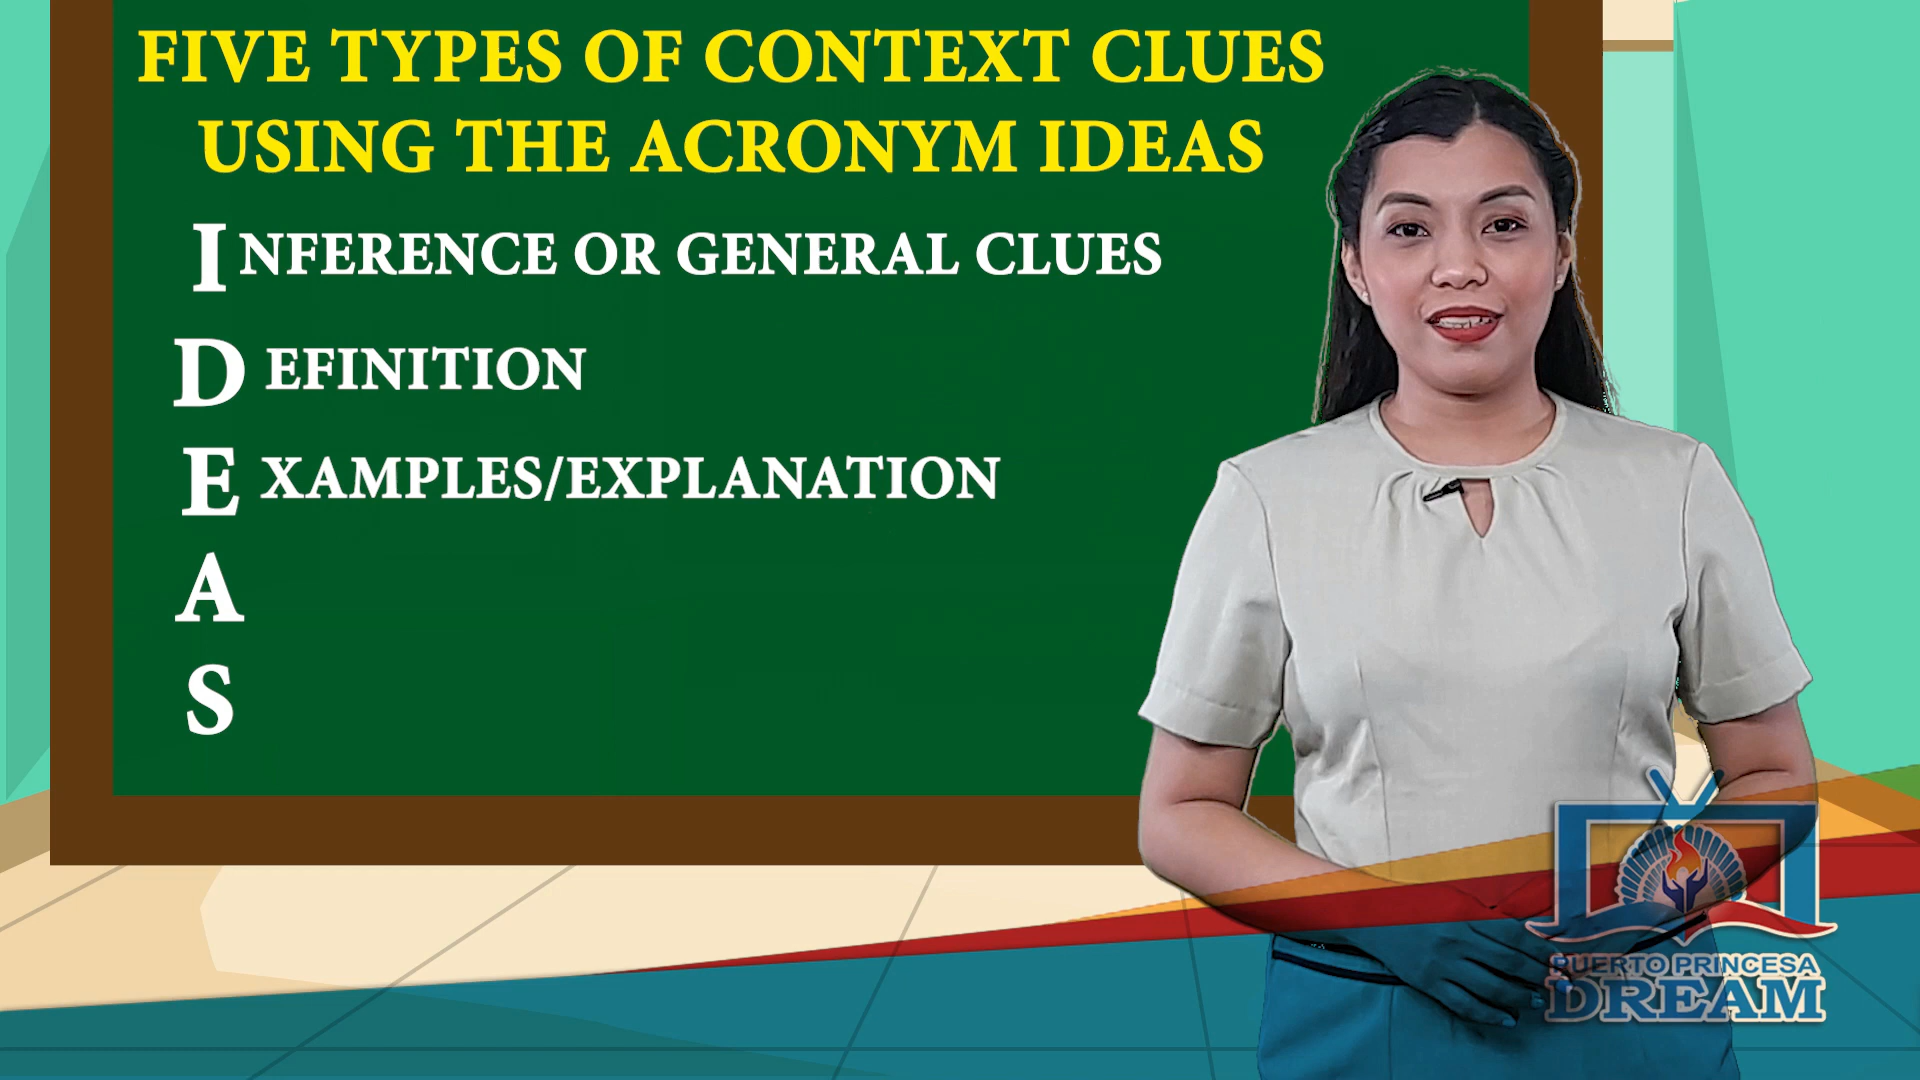 FIVE TYPES OF CONTEXT CLUES
USING THE ACRONYM IDEAS
INFERENCE OR GENERAL CLUES
DEFINITION
EXAMPLES/EXPLANATION
A
S
PUERTO PRINCESA
DREAM